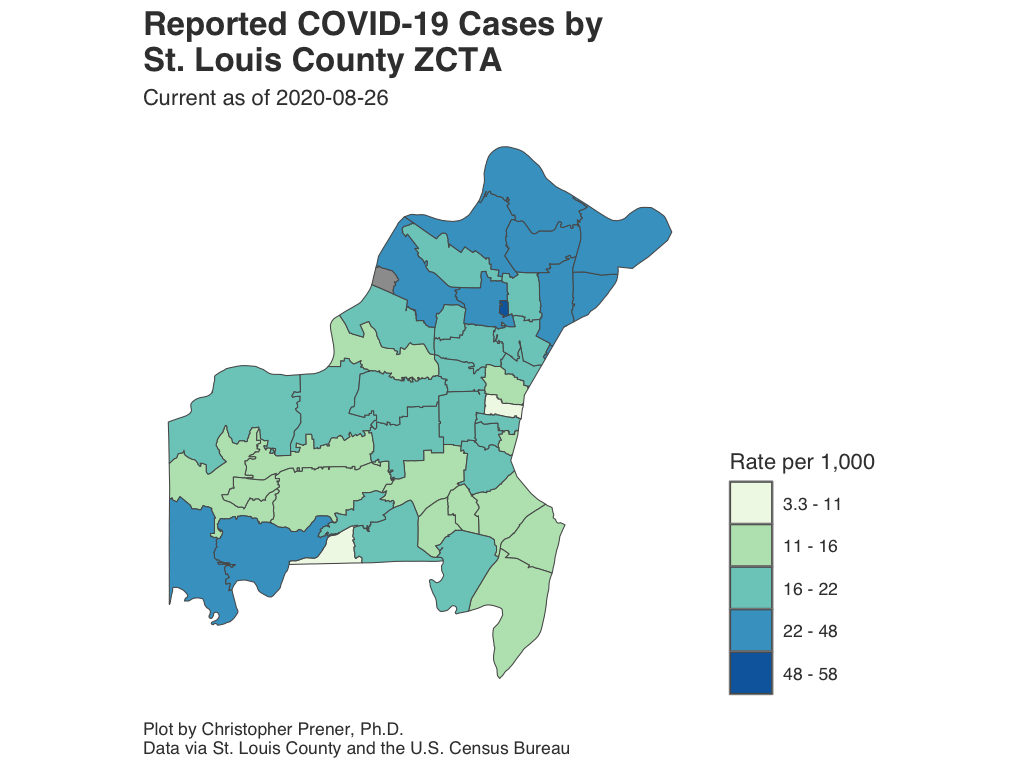 Reported COVID-19 Cases by
St. Louis County ZCTA
Current as of 2020-08-26
Rate per 1,000
3.3 - 11
11 - 16
16 - 22
22 - 48
48 - 58
Plot by Christopher Prener, Ph.D.
Data via St. Louis County and the U.S. Census Bureau